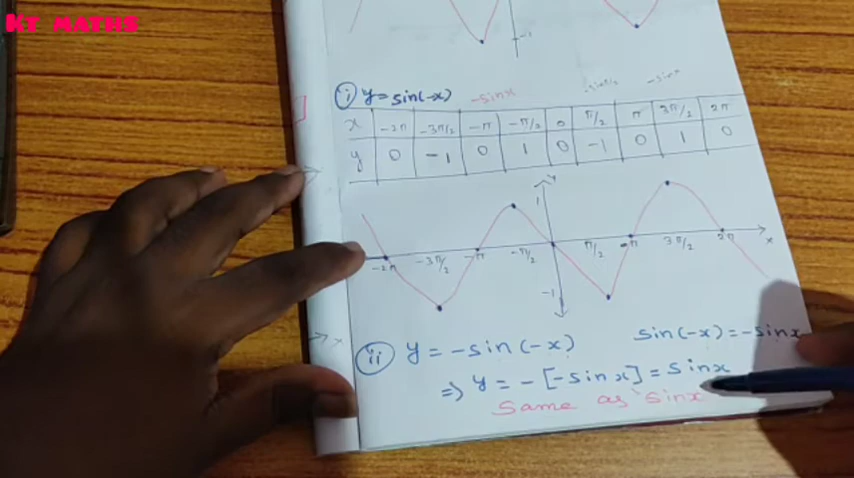 KT MATHS
-1
i y = sin(-x) -sinx
x -2π -3π/2 -π -π/2 0 π/2 π 3π/2 2π
y 0 -1 0 1 0 -1 0 1 0
y
1
-2π -3π/2 -π -π/2 π/2 π 3π/2 2π x
-1
ii y = -sin(-x) sin(-x) = -sinx
⇒ y = -[-sinx] = sinx
Same as sinx
x